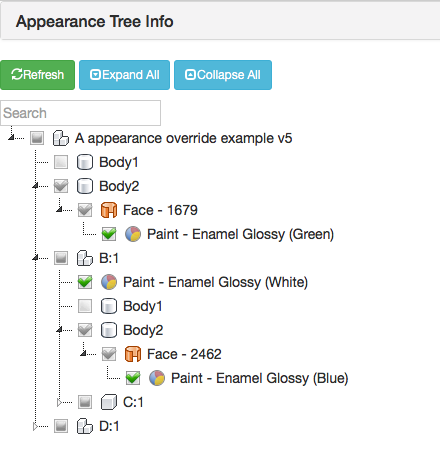 Appearance Tree Info
Refresh Expand All Collapse All
Search
A appearance override example v5
Body1
Body2
Face - 1679
Paint - Enamel Glossy (Green)
B:1
Paint - Enamel Glossy (White)
Body1
Body2
Face - 2462
Paint - Enamel Glossy (Blue)
C:1
D:1